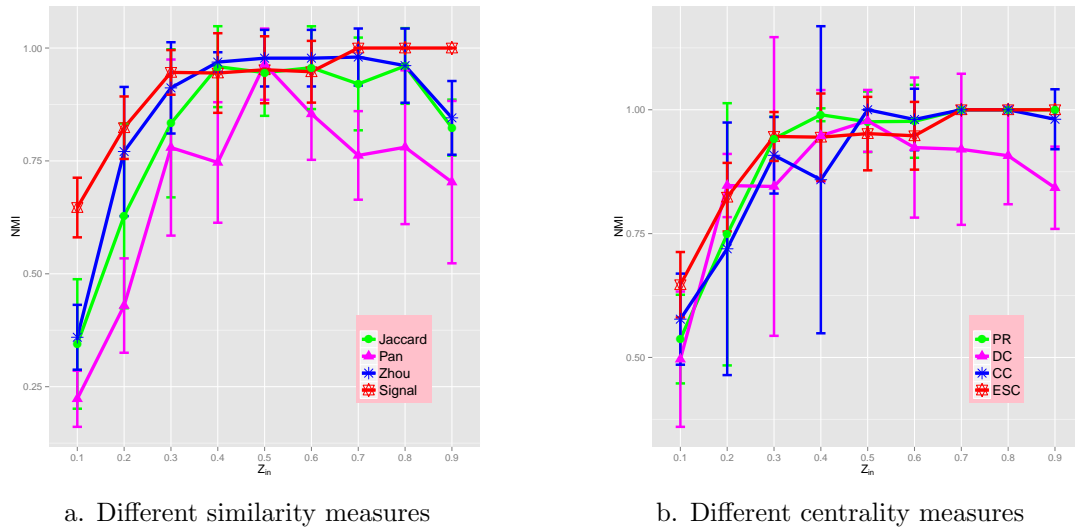 1.00
0.75
0.50
0.25
NMI
Jaccard
Pan
Zhou
Signal
0.1 0.2 0.3 0.4 0.5 0.6 0.7 0.8 0.9
Z_in
a. Different similarity measures
1.00
0.75
0.50
NMI
PR
DC
CC
ESC
0.1 0.2 0.3 0.4 0.5 0.6 0.7 0.8 0.9
Z_in
b. Different centrality measures